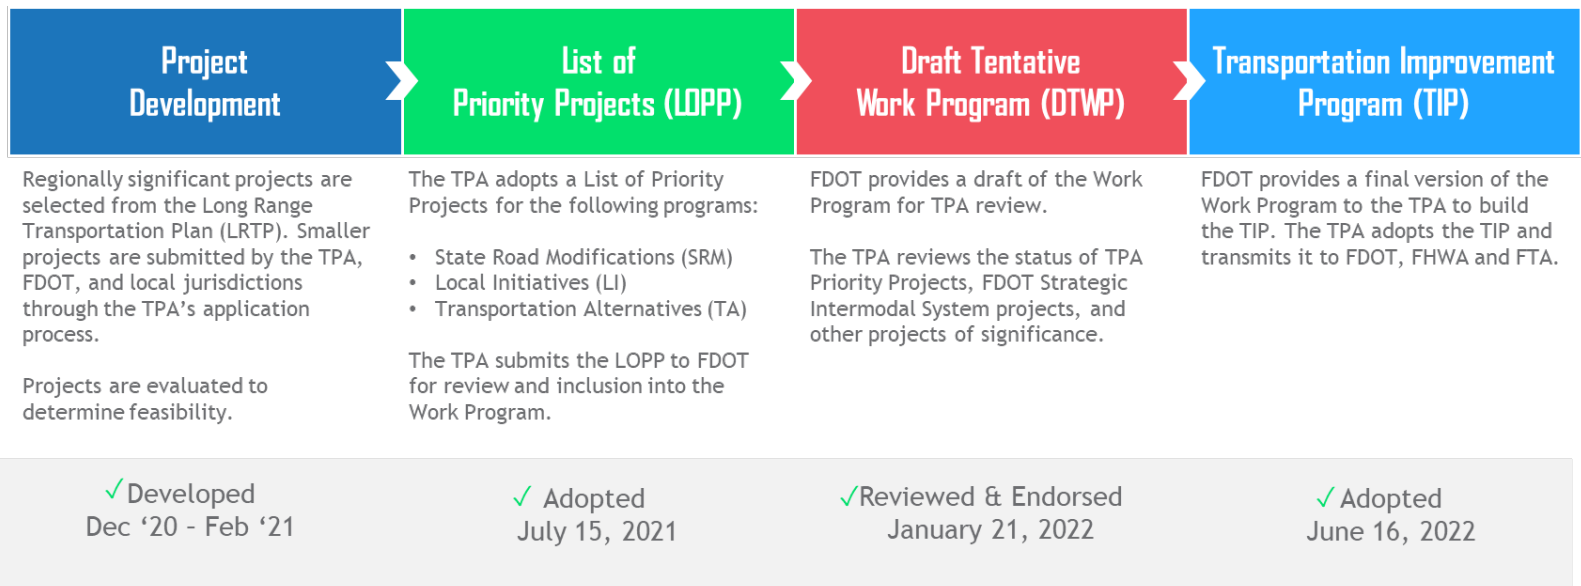 Project
Development
List of
Priority Projects (LOPP)
Draft Tentative
Work Program (DTWP)
Transportation Improvement
Program (TIP)
Regionally significant projects are
selected from the Long Range
Transportation Plan (LRTP). Smaller
projects are submitted by the TPA,
FDOT, and local jurisdictions
through the TPA’s application
process.
Projects are evaluated to
determine feasibility.
The TPA adopts a List of Priority
Projects for the following programs:
• State Road Modifications (SRM)
• Local Initiatives (LI)
• Transportation Alternatives (TA)
The TPA submits the LOPP to FDOT
for review and inclusion into the
Work Program.
FDOT provides a draft of the Work
Program for TPA review.
The TPA reviews the status of TPA
Priority Projects, FDOT Strategic
Intermodal System projects, and
other projects of significance.
FDOT provides a final version of the
Work Program to the TPA to build
the TIP. The TPA adopts the TIP and
transmits it to FDOT, FHWA and FTA.
✓Developed
Dec ‘20 – Feb ‘21
✓ Adopted
July 15, 2021
✓Reviewed & Endorsed
January 21, 2022
✓Adopted
June 16, 2022